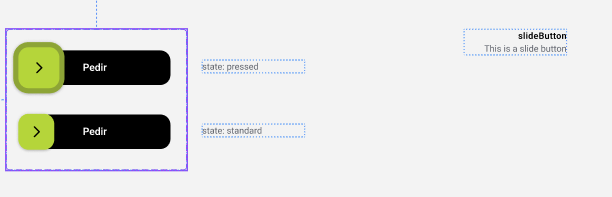 slideButton
This is a slide button
Pedir
state: pressed
Pedir
state: standard